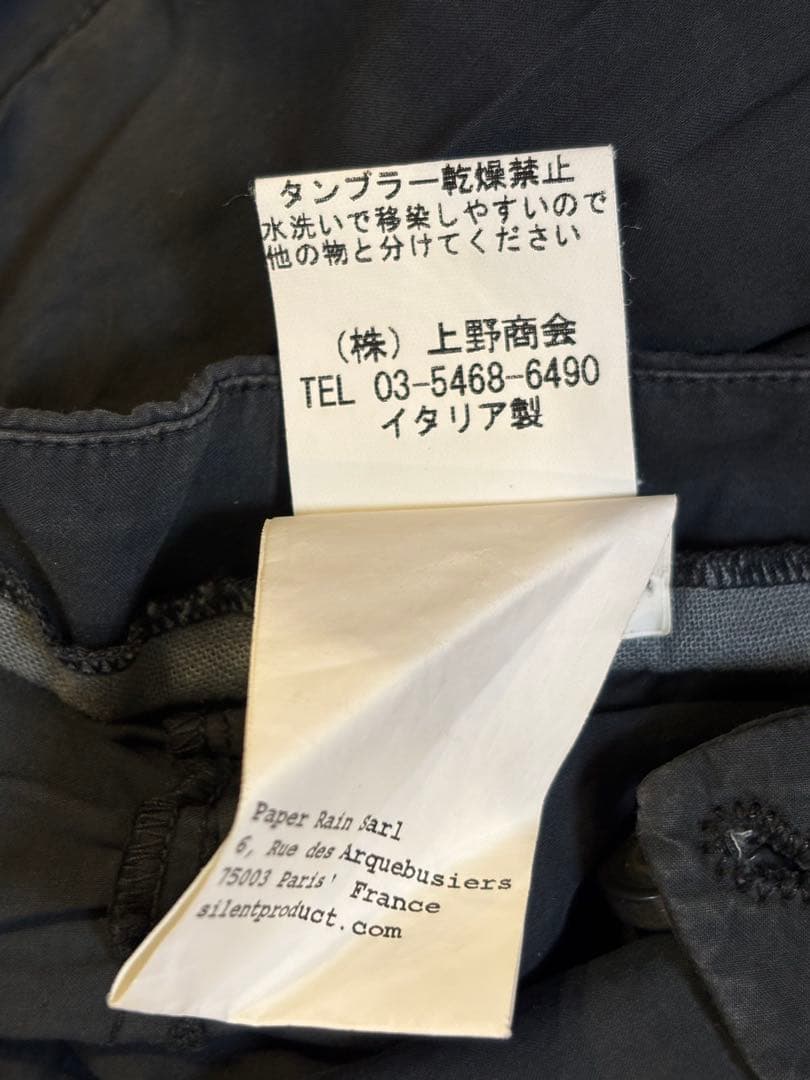 タンブラー乾燥禁止
水洗いで移染しやすいので
他の物と分けてください
（株）上野商会
TEL 03-5468-6490
イタリア製
Paper Rain Sarl
6, Rue des Arquebusiers
75003 Paris' France
silentproduct.com